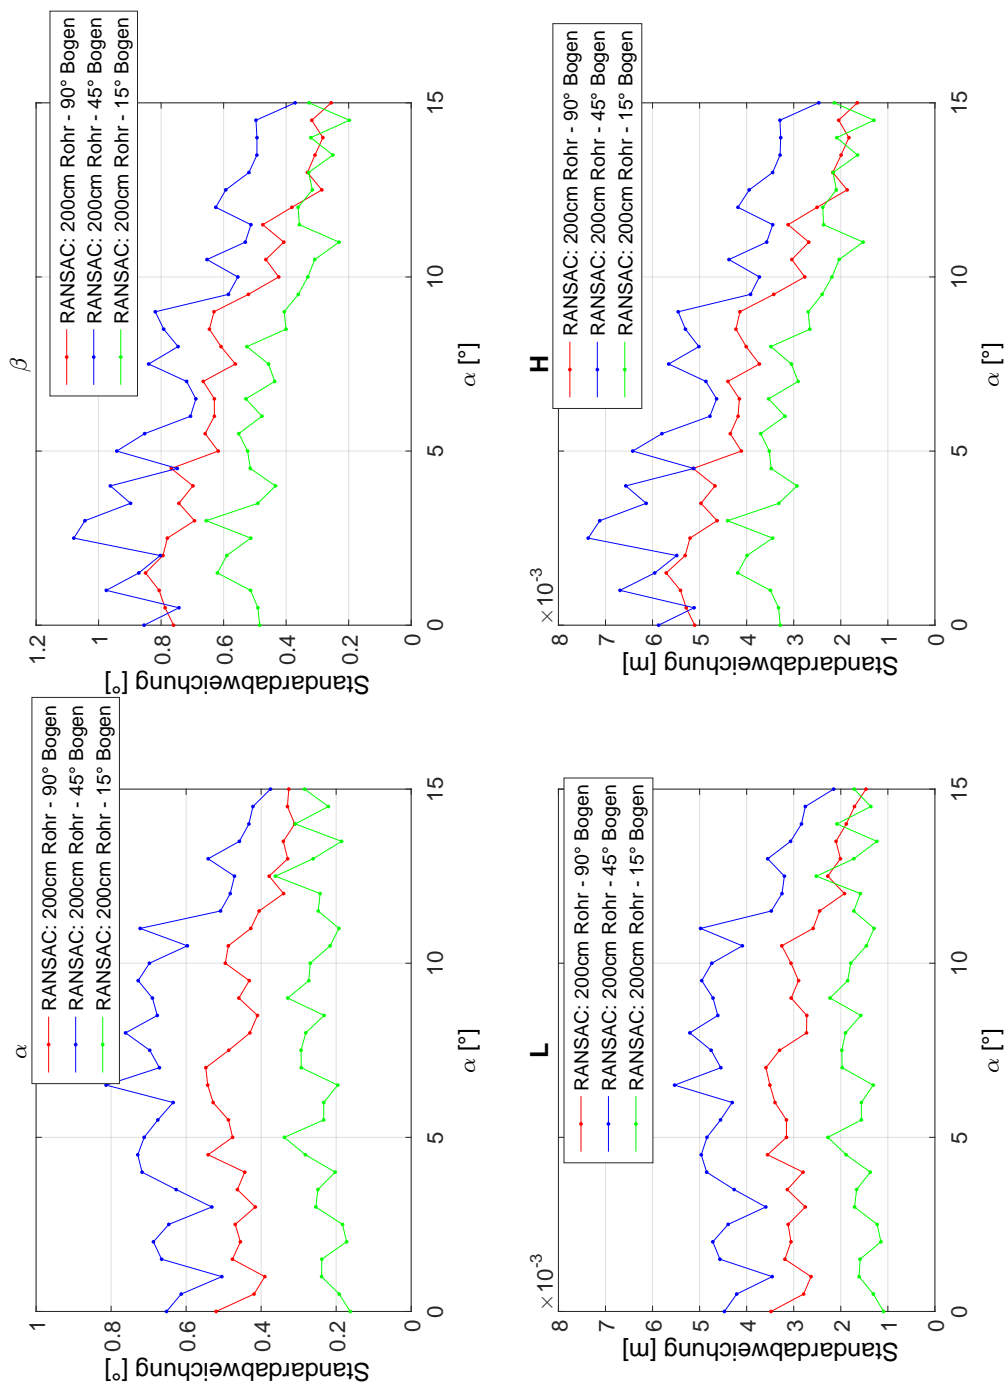 α
RANSAC: 200cm Rohr - 90° Bogen
RANSAC: 200cm Rohr - 45° Bogen
RANSAC: 200cm Rohr - 15° Bogen
Standardabweichung [°]
1
0.8
0.6
0.4
0.2
0
0 5 10 15
α [°]
β
RANSAC: 200cm Rohr - 90° Bogen
RANSAC: 200cm Rohr - 45° Bogen
RANSAC: 200cm Rohr - 15° Bogen
Standardabweichung [°]
1.2
1
0.8
0.6
0.4
0.2
0
0 5 10 15
α [°]
L
×10⁻³
RANSAC: 200cm Rohr - 90° Bogen
RANSAC: 200cm Rohr - 45° Bogen
RANSAC: 200cm Rohr - 15° Bogen
Standardabweichung [m]
8
7
6
5
4
3
2
1
0
0 5 10 15
α [°]
H
×10⁻³
RANSAC: 200cm Rohr - 90° Bogen
RANSAC: 200cm Rohr - 45° Bogen
RANSAC: 200cm Rohr - 15° Bogen
Standardabweichung [m]
8
7
6
5
4
3
2
1
0
0 5 10 15
α [°]